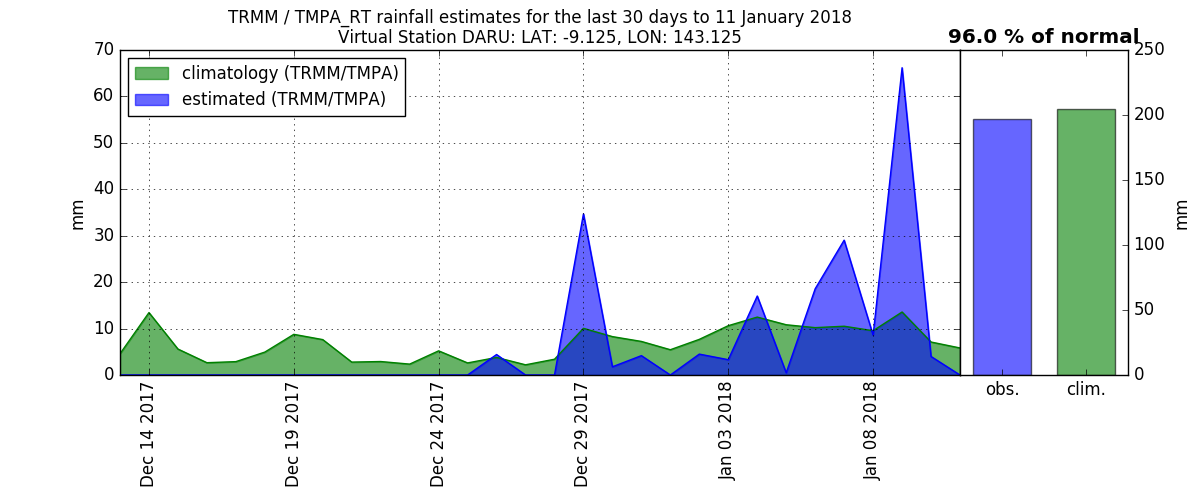 TRMM / TMPA_RT rainfall estimates for the last 30 days to 11 January 2018
Virtual Station DARU: LAT: -9.125, LON: 143.125
96.0 % of normal
climatology (TRMM/TMPA)
estimated (TRMM/TMPA)
70
60
50
40
30
20
10
0
mm
Dec 14 2017
Dec 19 2017
Dec 24 2017
Dec 29 2017
Jan 03 2018
Jan 08 2018
250
200
150
100
50
0
mm
obs.
clim.